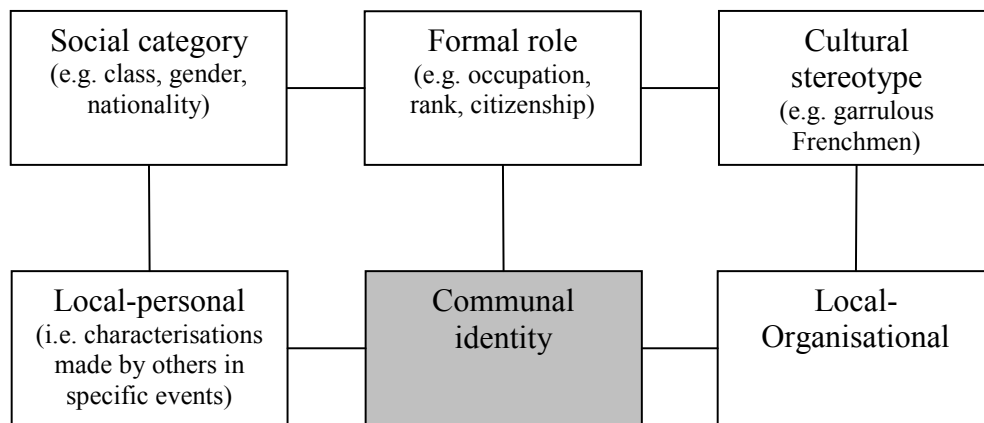 Social category
(e.g. class, gender,
nationality)
Formal role
(e.g. occupation,
rank, citizenship)
Cultural
stereotype
(e.g. garrulous
Frenchmen)
Local-personal
(i.e. characterisations
made by others in
specific events)
Communal
identity
Local-
Organisational